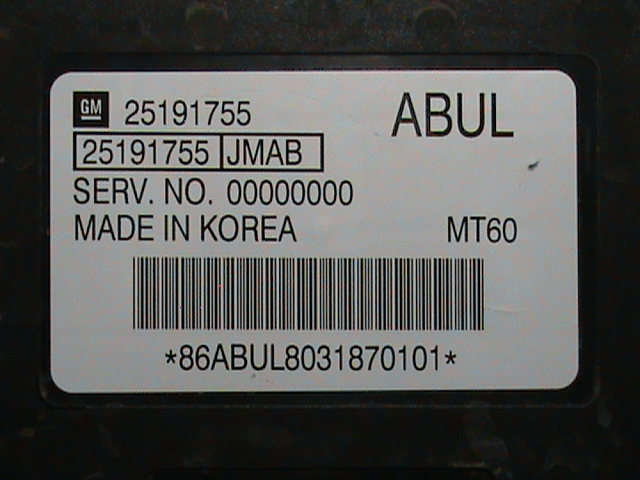 GM 25191755 ABUL
25191755 JMAB
SERV. NO. 00000000
MADE IN KOREA MT60
*86ABUL8031870101*